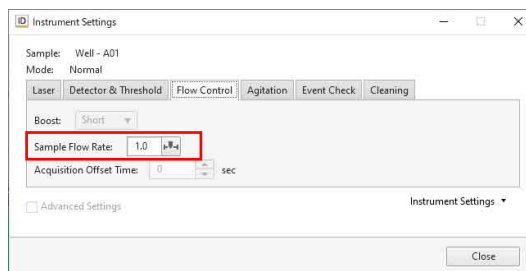 ID Instrument Settings
Sample: Well - A01
Mode: Normal
Laser Detector & Threshold Flow Control Agitation Event Check Cleaning
Boost: Short
Sample Flow Rate: 1.0
Acquisition Offset Time: 0 sec
Advanced Settings
Instrument Settings
Close